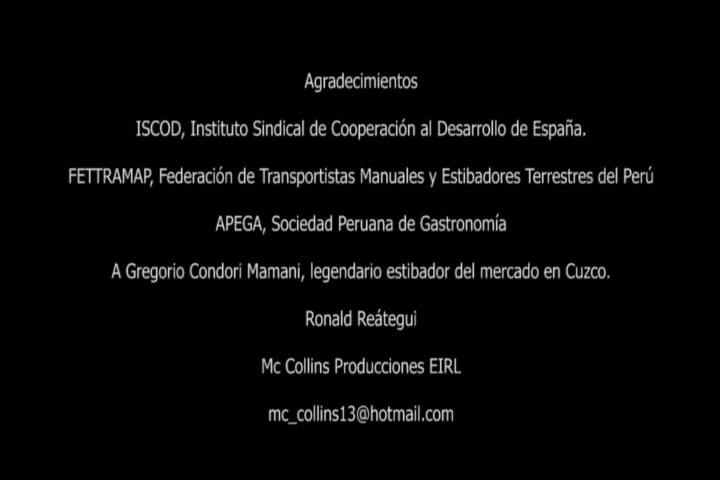 Agradecimientos
ISCOD, Instituto Sindical de Cooperación al Desarrollo de España.
FETTRAMAP, Federación de Transportistas Manuales y Estibadores Terrestres del Perú
APEGA, Sociedad Peruana de Gastronomía
A Gregorio Condori Mamani, legendario estibador del mercado en Cuzco.
Ronald Reátegui
Mc Collins Producciones EIRL
mc_collins13@hotmail.com